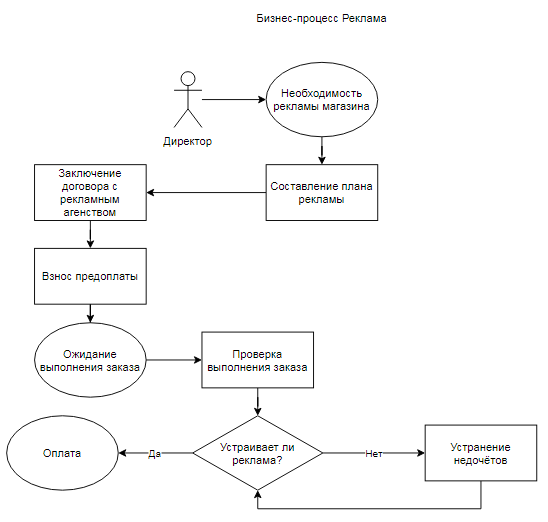 Бизнес-процесс Реклама
Необходимость
рекламы магазина
Директор
Заключение
договора с
рекламным
агенством
Составление плана
рекламы
Взнос предоплаты
Ожидание
выполнения заказа
Проверка
выполнения заказа
Оплата
Да
Устраивает ли
реклама?
Нет
Устранение
недочётов